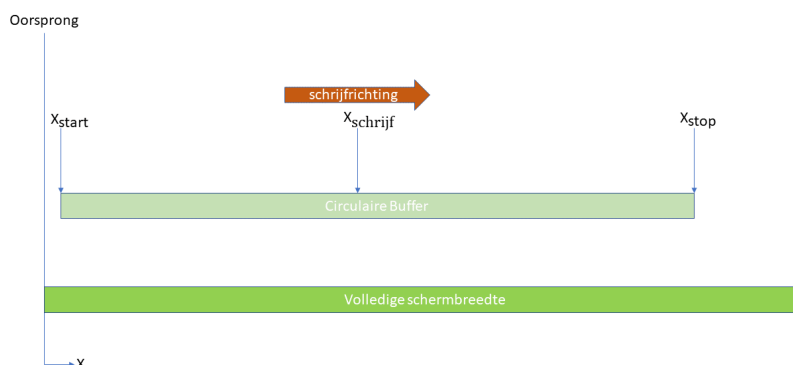 Oorsprong
schrijfrichting
Xstart
Xschrijf
Xstop
Circulaire Buffer
Volledige schermbreedte
X